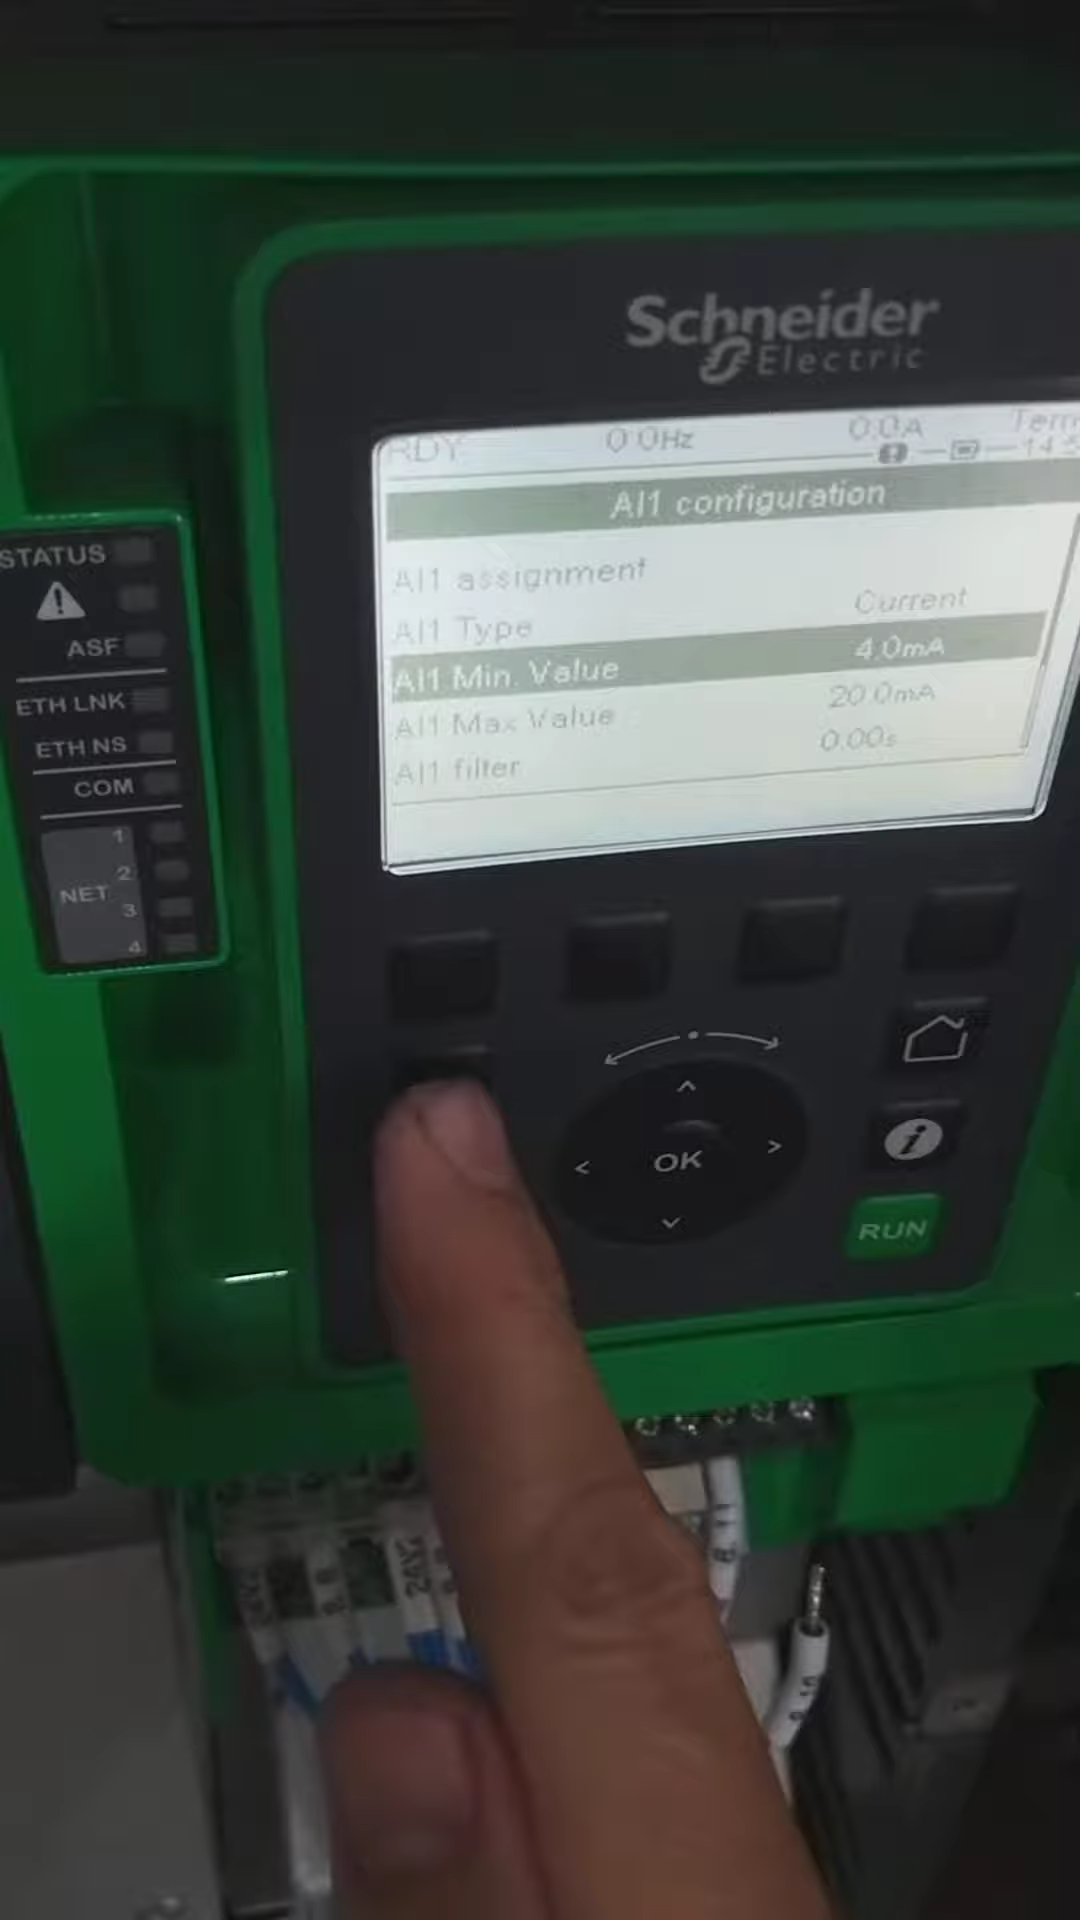 Schneider
Electric
RDY 0.0Hz 0.0A Term
AI1 configuration
AI1 assignment
AI1 Type Current
AI1 Min. Value 4.0mA
AI1 Max Value 20.0mA
AI1 filter 0.00s
STATUS
ASF
ETH LNK
ETH NS
COM
NET
1
2
3
4
OK
RUN
24V